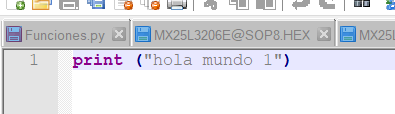 Funciones.py MX25L3206E@SOP8.HEX MX25L
1 print ("hola mundo 1")